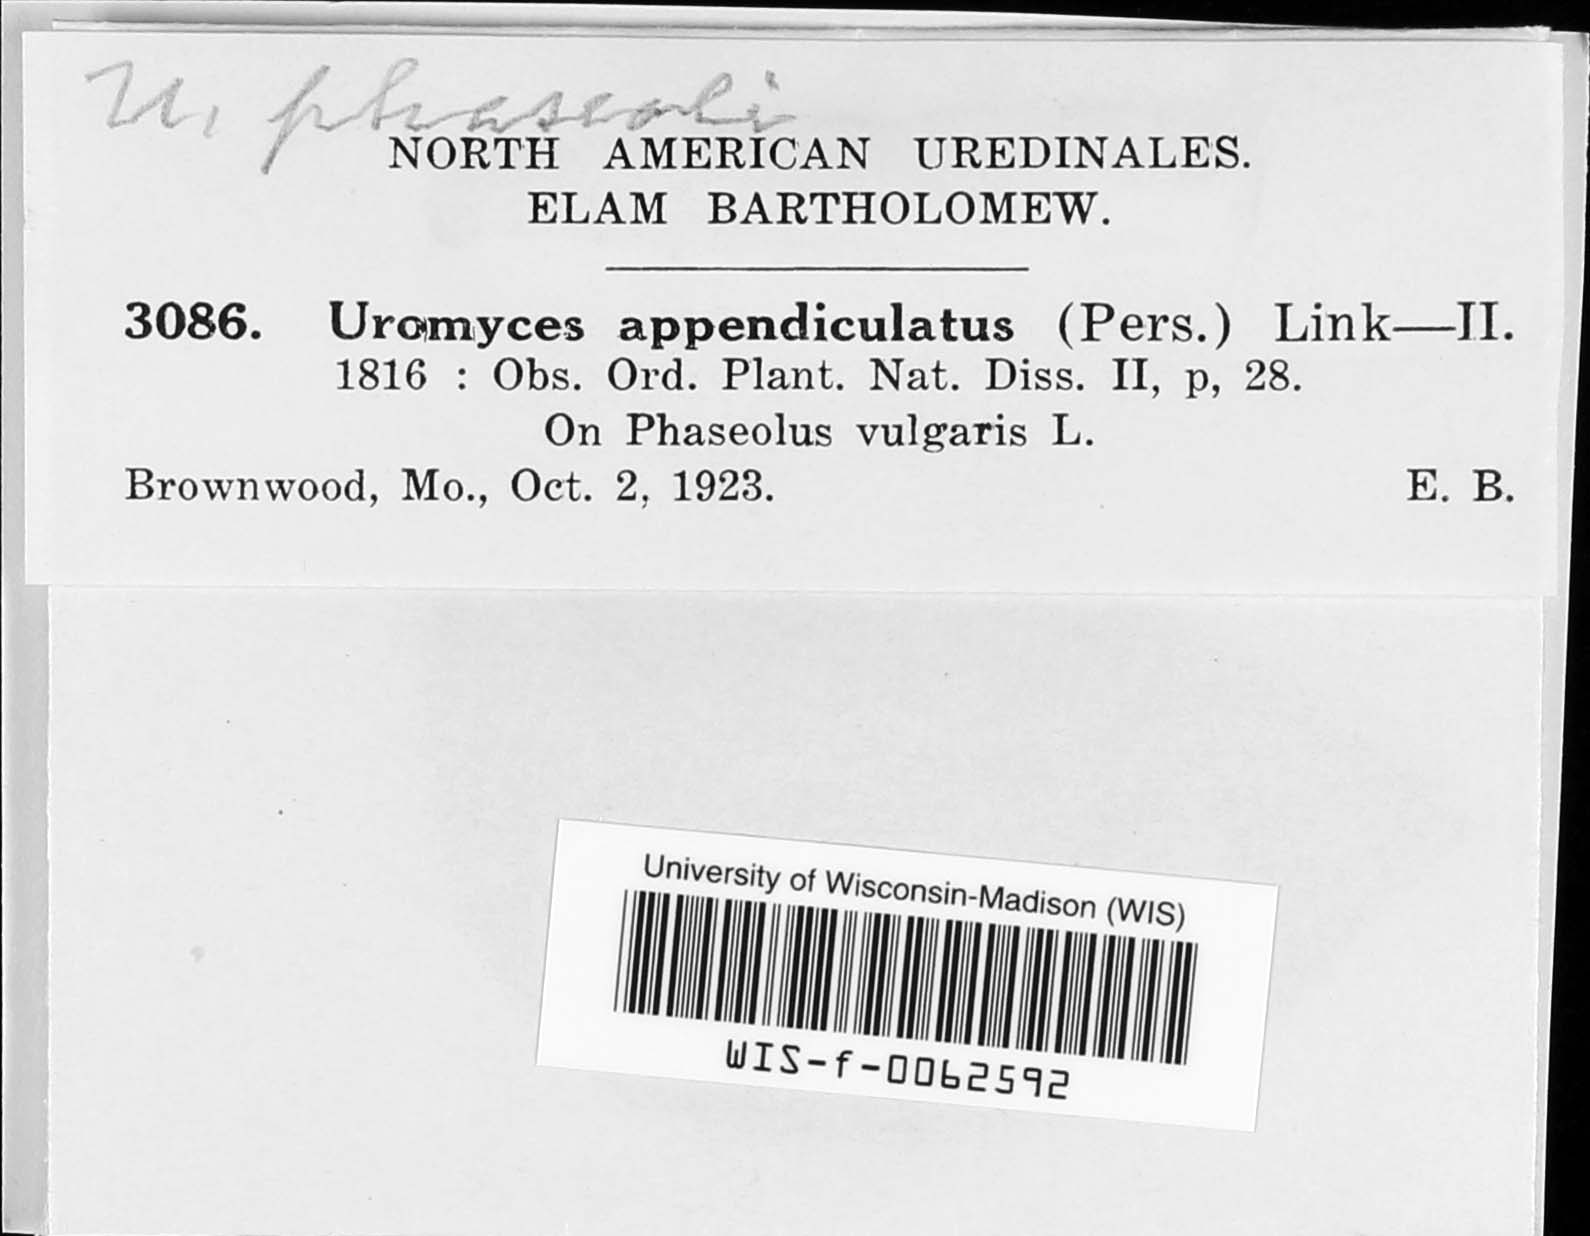 U. phaseoli
NORTH AMERICAN UREDINALES.
ELAM BARTHOLOMEW.
3086. Uromyces appendiculatus (Pers.) Link—II.
1816 : Obs. Ord. Plant. Nat. Diss. II, p, 28.
On Phaseolus vulgaris L.
Brownwood, Mo., Oct. 2, 1923. E. B.
University of Wisconsin-Madison (WIS)
WIS-f-0062592